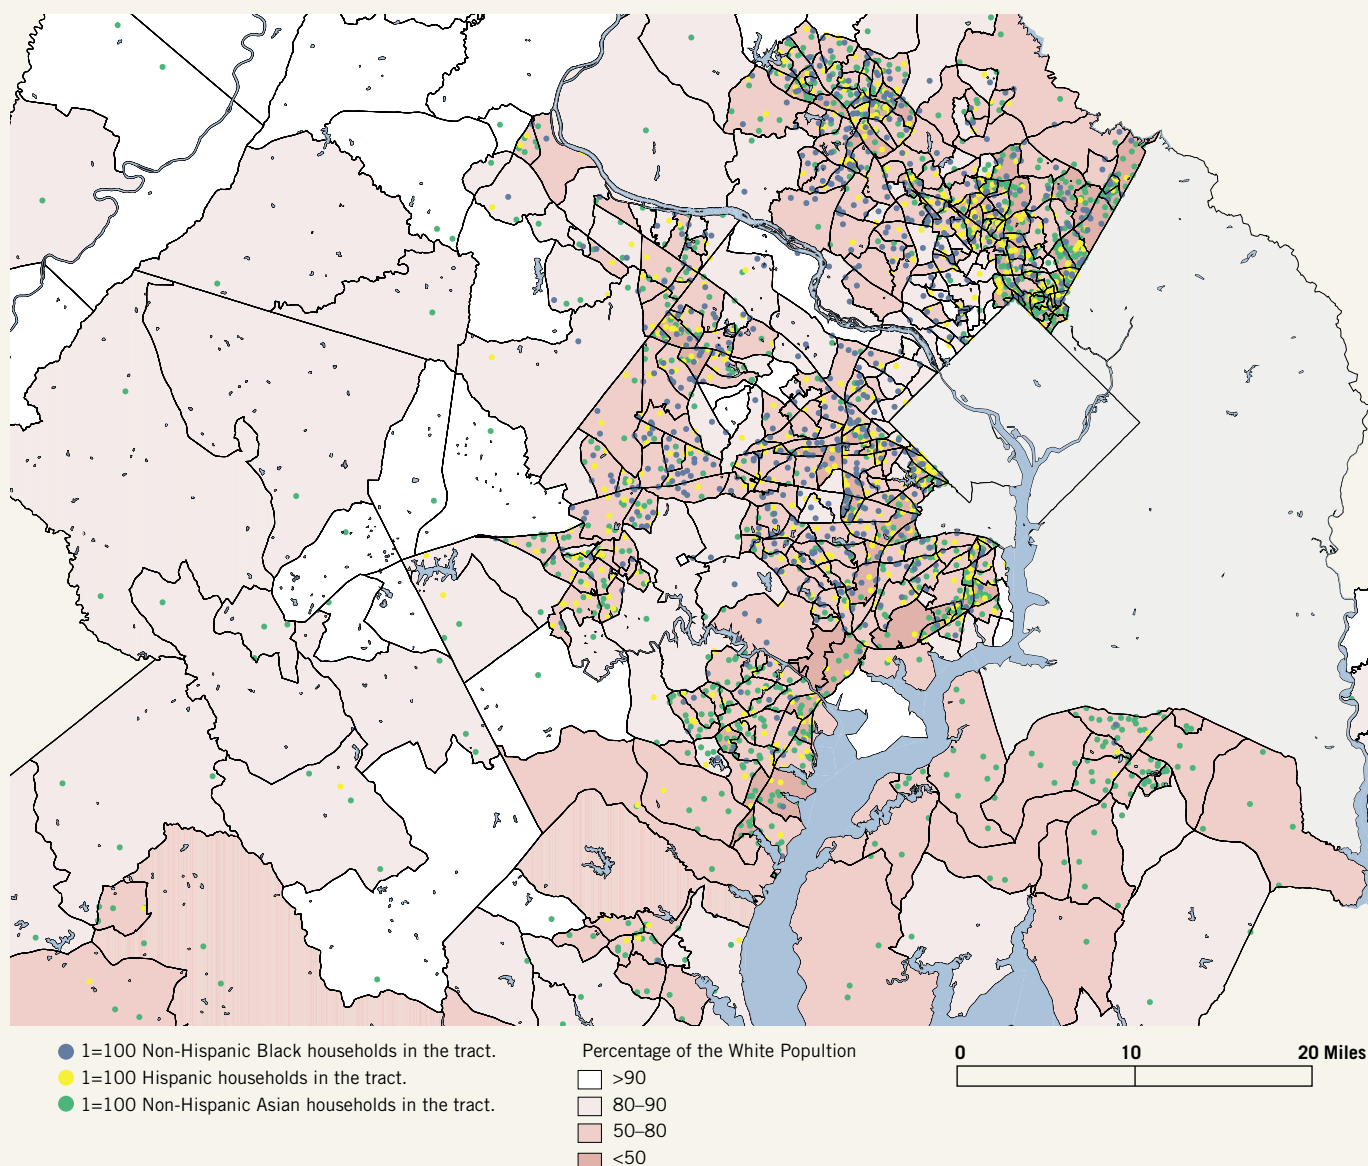 1=100 Non-Hispanic Black households in the tract.
1=100 Hispanic households in the tract.
1=100 Non-Hispanic Asian households in the tract.
Percentage of the White Popultion
>90
80–90
50–80
<50
0 10 20 Miles